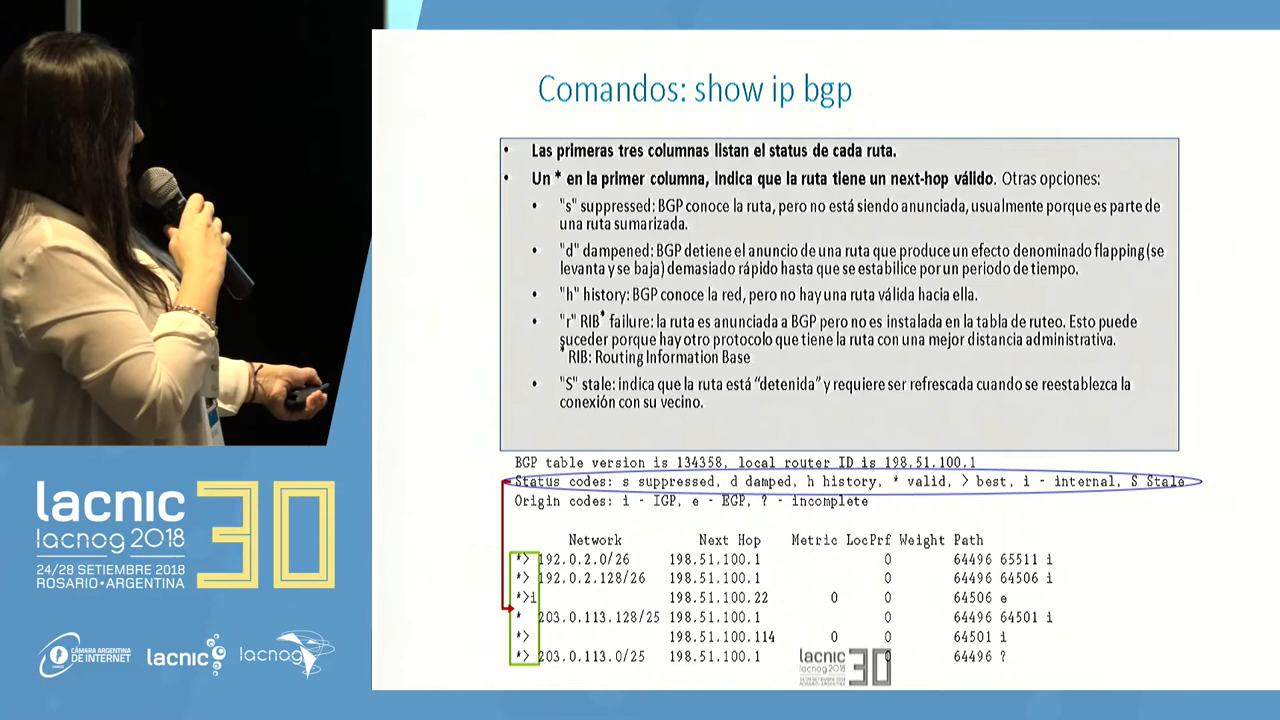 Comandos: show ip bgp
• Las primeras tres columnas listan el status de cada ruta.
• Un * en la primer columna, indica que la ruta tiene un next-hop válido. Otras opciones:
• "s" suppressed: BGP conoce la ruta, pero no está siendo anunciada, usualmente porque es parte de
una ruta sumarizada.
• "d" dampened: BGP detiene el anuncio de una ruta que produce un efecto denominado flapping (se
levanta y se baja) demasiado rápido hasta que se estabilice por un periodo de tiempo.
• "h" history: BGP conoce la red, pero no hay una ruta válida hacia ella.
• "r" RIB* failure: la ruta es anunciada a BGP pero no es instalada en la tabla de ruteo. Esto puede
suceder porque hay otro protocolo que tiene la ruta con una mejor distancia administrativa.
* RIB: Routing Information Base
• "S" stale: indica que la ruta está “detenida” y requiere ser refrescada cuando se reestablezca la
conexión con su vecino.
BGP table version is 134358, local router ID is 198.51.100.1
Status codes: s suppressed, d damped, h history, * valid, > best, i - internal, S Stale
Origin codes: i - IGP, e - EGP, ? - incomplete
Network Next Hop Metric LocPrf Weight Path
*> 192.0.2.0/26 198.51.100.1 0 64496 65511 i
*> 192.0.2.128/26 198.51.100.1 0 64496 64506 i
*>i 198.51.100.22 0 0 64506 e
* 203.0.113.128/25 198.51.100.1 0 64496 64501 i
*> 198.51.100.114 0 0 64501 i
*> 203.0.113.0/25 198.51.100.1 0 64496 ?
lacnic 30
lacnog 2018
lacnic 30
lacnog 2018
24/28 SETIEMBRE 2018
ROSARIO • ARGENTINA
CÁMARA ARGENTINA
DE INTERNET
lacnic
lacnog